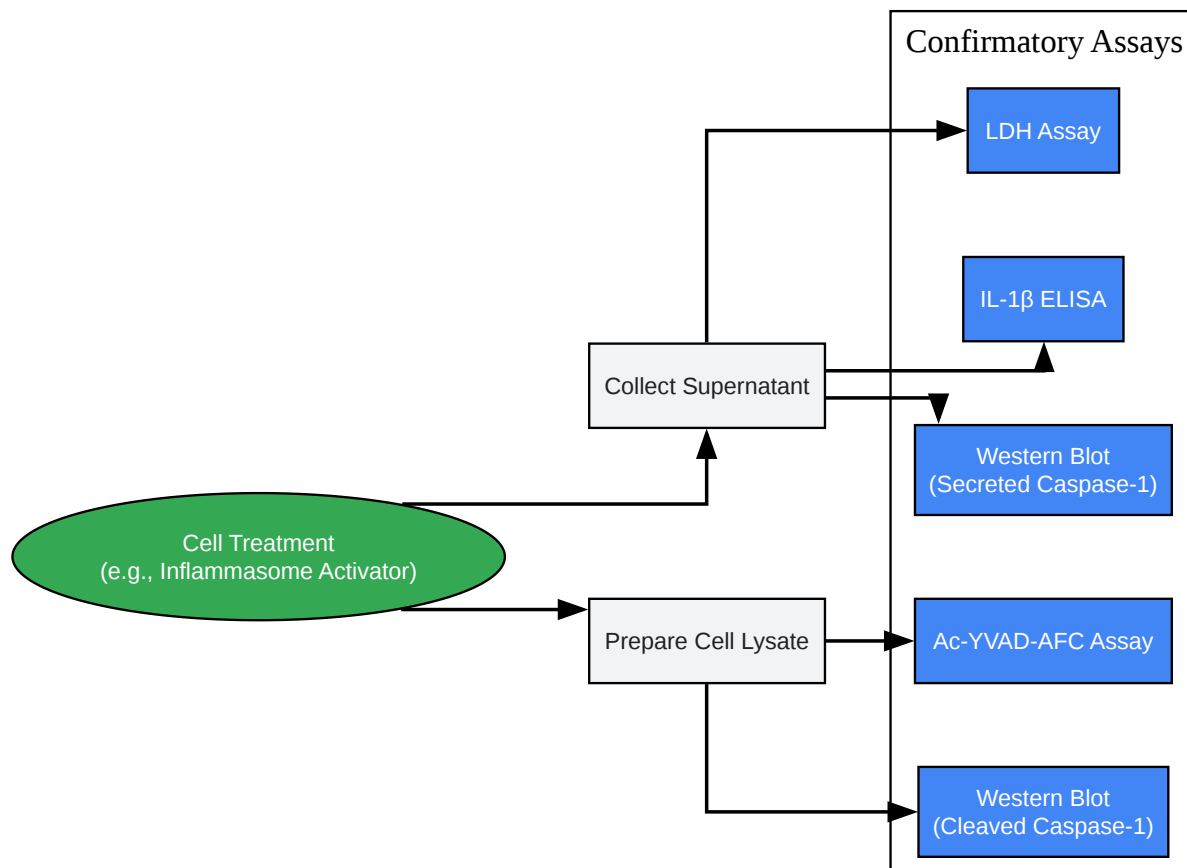 Confirmatory Assays
LDH Assay
IL-1β ELISA
Collect Supernatant
Western Blot
(Secreted Caspase-1)
Cell Treatment
(e.g., Inflammasome Activator)
Prepare Cell Lysate
Ac-YVAD-AFC Assay
Western Blot
(Cleaved Caspase-1)